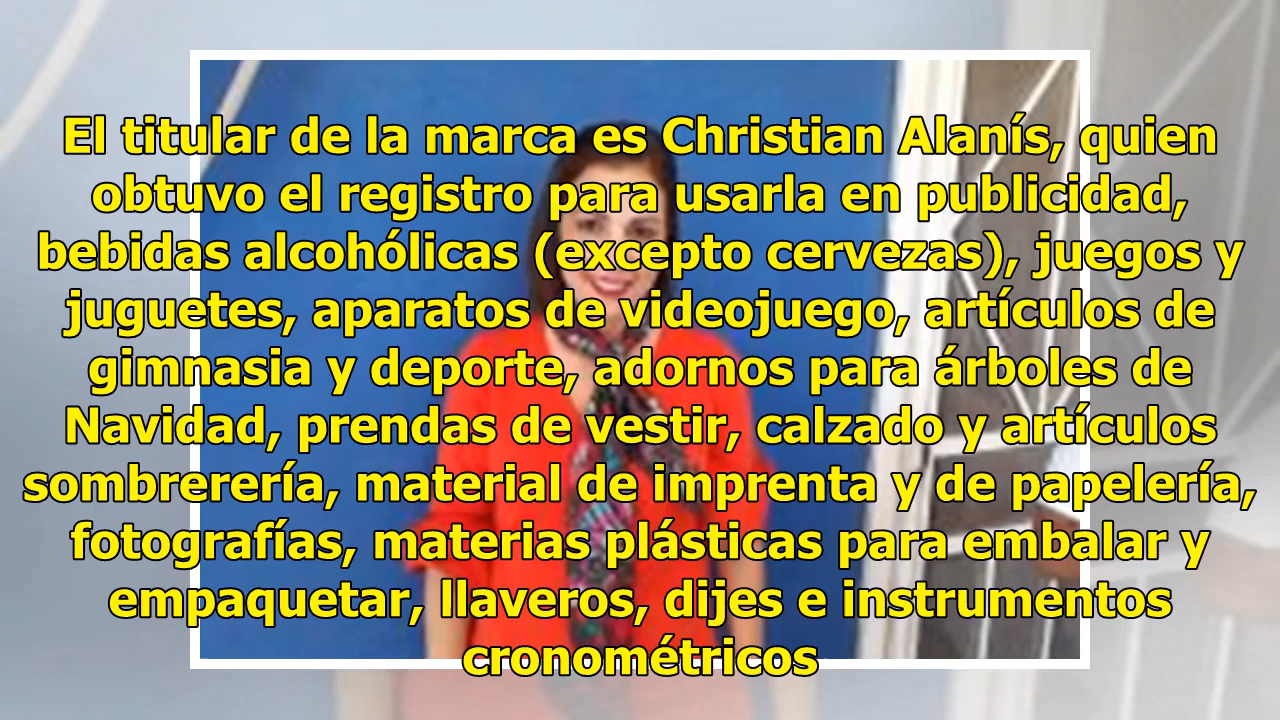 El titular de la marca es Christian Alanís, quien
obtuvo el registro para usarla en publicidad,
bebidas alcohólicas (excepto cervezas), juegos y
juguetes, aparatos de videojuego, artículos de
gimnasia y deporte, adornos para árboles de
Navidad, prendas de vestir, calzado y artículos
sombrerería, material de imprenta y de papelería,
fotografías, materias plásticas para embalar y
empaquetar, llaveros, dijes e instrumentos
cronométricos